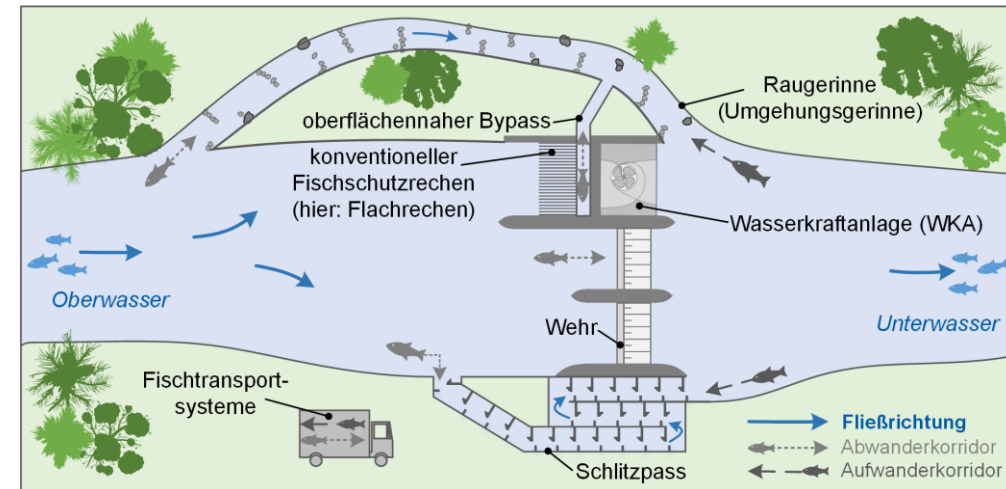 oberflächennaher Bypass
Raugerinne
(Umgehungsgerinne)
konventioneller
Fischschutzrechen
(hier: Flachrechen)
Wasserkraftanlage (WKA)
Oberwasser
Unterwasser
Wehr
Fischtransport-
systeme
Schlitzpass
Fließrichtung
Abwanderkorridor
Aufwanderkorridor